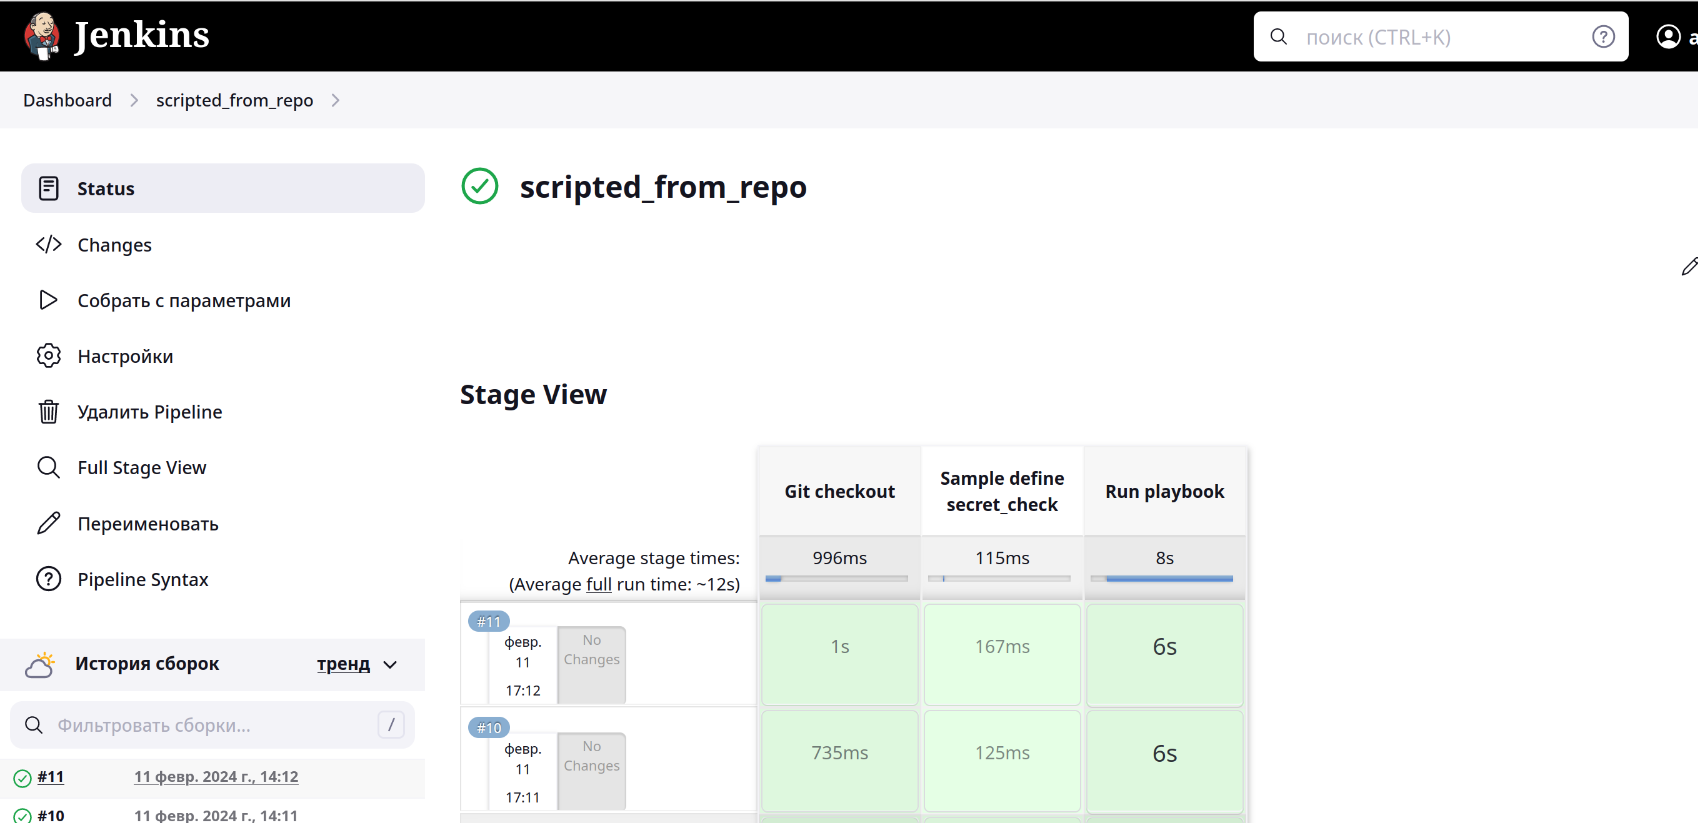 Jenkins
поиск (CTRL+K)
Dashboard
scripted_from_repo
Status
Changes
Собрать с параметрами
Настройки
Удалить Pipeline
Full Stage View
Переименовать
Pipeline Syntax
История сборок
тренд
Фильтровать сборки...
/
#11
11 февр. 2024 г., 14:12
#10
11 февр. 2024 г., 14:11
scripted_from_repo
Stage View
Git checkout
Sample define
secret_check
Run playbook
Average stage times:
(Average full run time: ~12s)
996ms
115ms
8s
#11
февр.
11
17:12
No
Changes
1s
167ms
6s
#10
февр.
11
17:11
No
Changes
735ms
125ms
6s